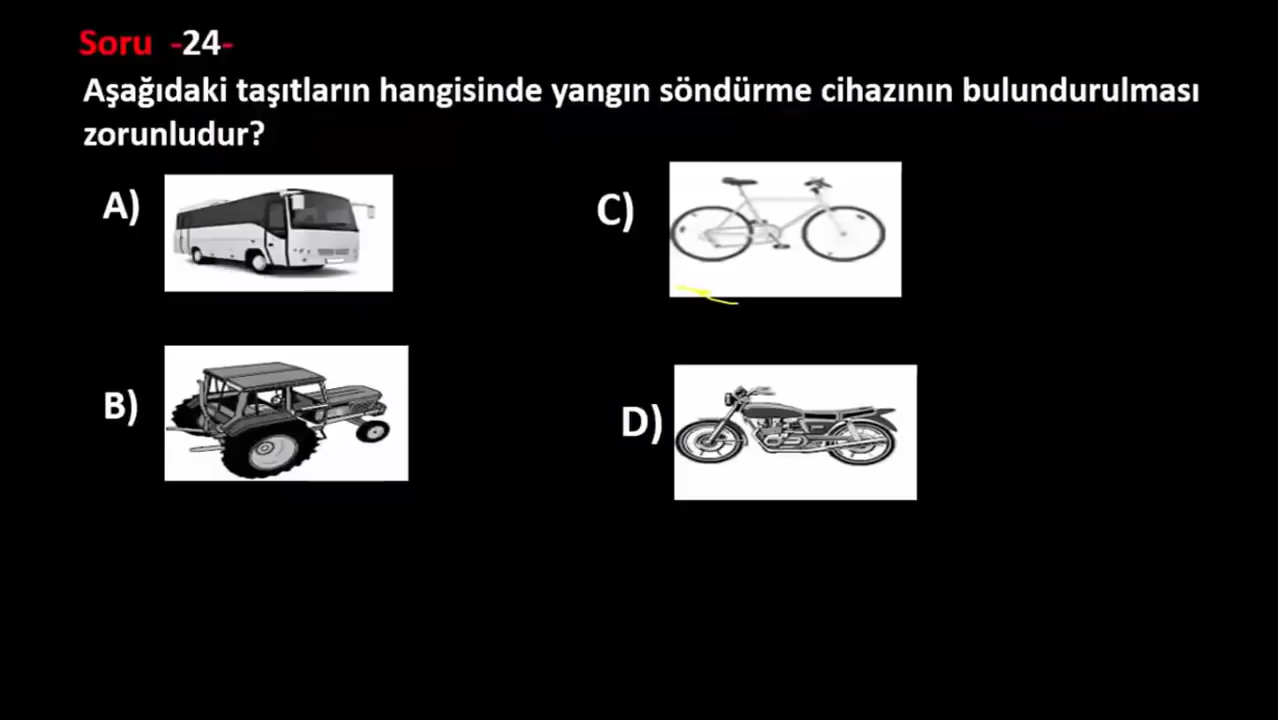 Soru -24-
Aşağıdaki taşıtların hangisinde yangın söndürme cihazının bulundurulması
zorunludur?
A)
C)
B)
D)